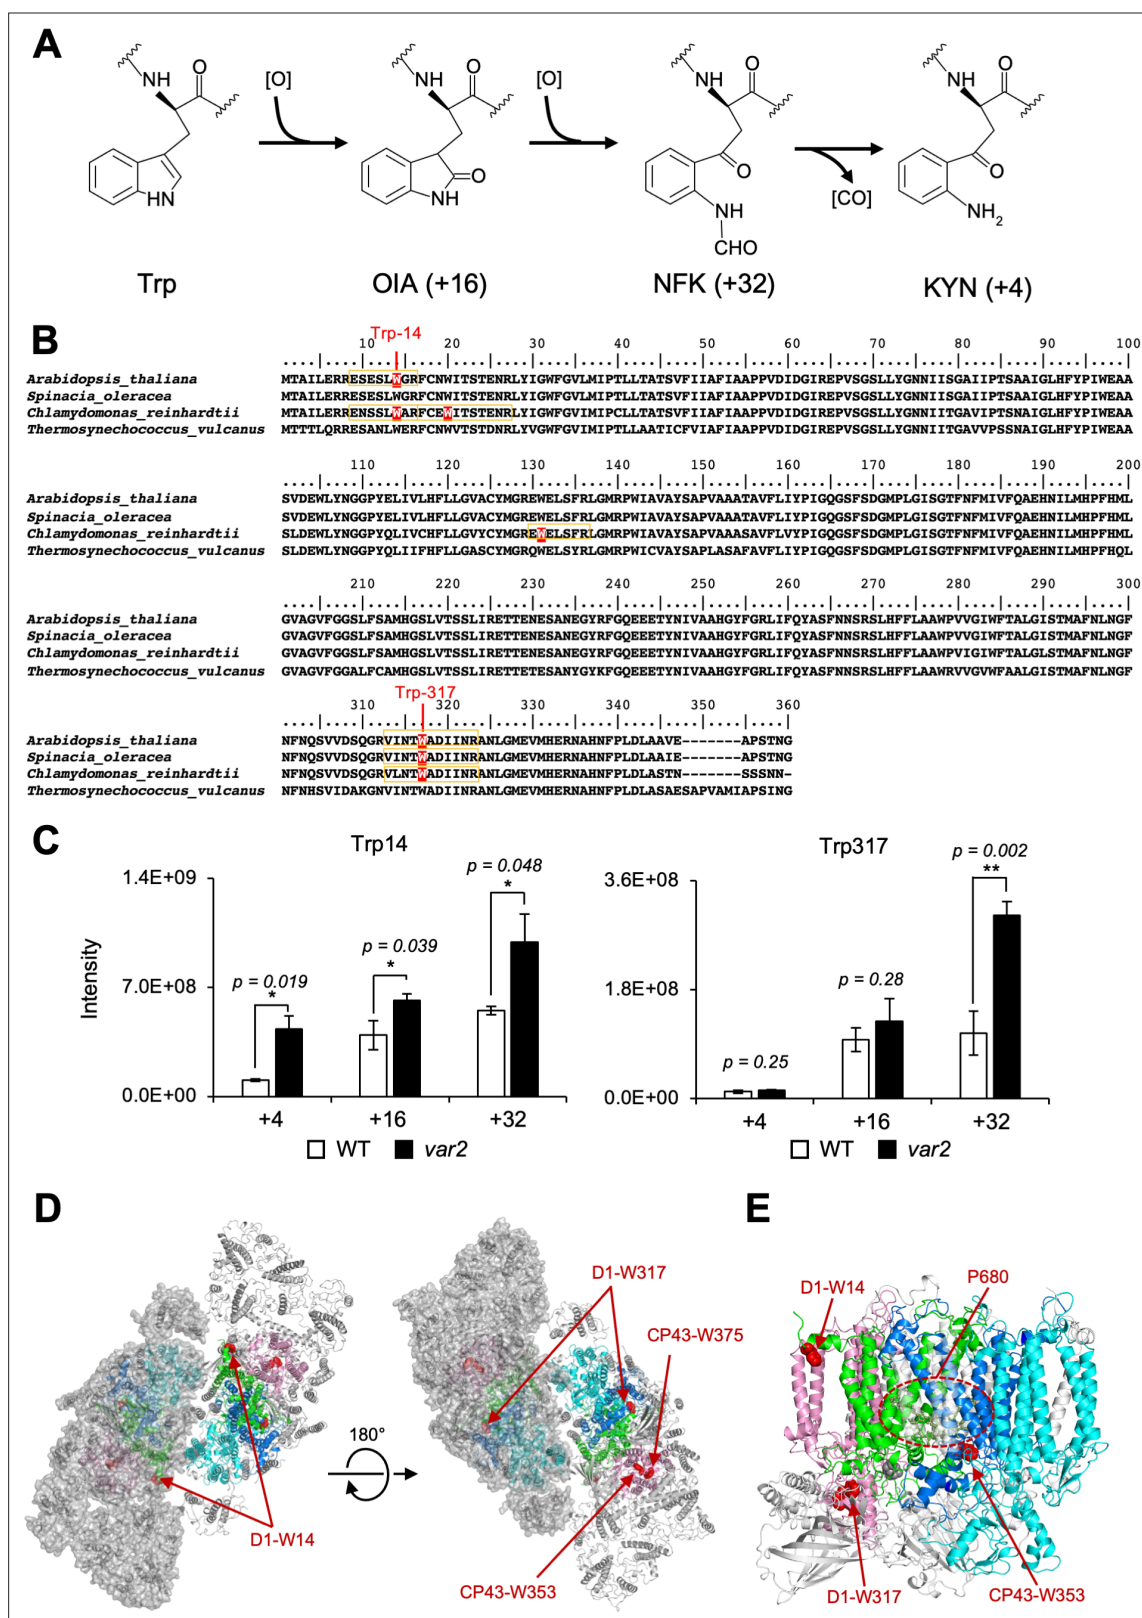 A
NH
O
[O]
HN
Trp
NH
O
O
NH
OIA (+16)
[O]
NH
O
O
NH
CHO
NFK (+32)
[CO]
NH
O
O
NH2
KYN (+4)
B
Trp-14
10 20 30 40 50 60 70 80 90 100
Arabidopsis_thaliana MTAILERRESESLWGRFCNWITSTENRLYIGWFGVLMIPTLLTATSVFIIAFIAAPPVDIDGIREPVSGSLLYGNNIISGAIIPTSAAIGLHFYPIWEAA
Spinacia_oleracea MTAILERRESESLWGRFCNWITSTENRLYIGWFGVLMIPTLLTATSVFIIAFIAAPPVDIDGIREPVSGSLLYGNNIISGAIIPTSAAIGLHFYPIWEAA
Chlamydomonas_reinhardtii MTAILERRENSSLWARFCEWITSTENRLYIGWFGVIMIPCLLTATSVFIIAFIAAPPVDIDGIREPVSGSLLYGNNIITGAVIPTSNAIGLHFYPIWEAA
Thermosynechococcus_vulcanus MTTTLQRRESANLWERFCNWVTSTDNRLYVGWFGVIMIPTLLAATICFVIAFIAAPPVDIDGIREPVSGSLLYGNNIITGAVVPSSNAIGLHFYPIWEAA
110 120 130 140 150 160 170 180 190 200
Arabidopsis_thaliana SVDEWLYNGGPYELIVLHFLLGVACYMGREWELSFRLGMRPWIAVAYSAPVAAATAVFLIYPIGQGSFSDGMPLGISGTFNFMIVFQAEHNILMHPFHML
Spinacia_oleracea SVDEWLYNGGPYELIVLHFLLGVACYMGREWELSFRLGMRPWIAVAYSAPVAAATAVFLIYPIGQGSFSDGMPLGISGTFNFMIVFQAEHNILMHPFHML
Chlamydomonas_reinhardtii SLDEWLYNGGPYQLIVCHFLLGVYCYMGREWELSFRLGMRPWIAVAYSAPVAAASAVFLVYPIGQGSFSDGMPLGISGTFNFMIVFQAEHNILMHPFHML
Thermosynechococcus_vulcanus SLDEWLYNGGPYQLIIFHFLLGASCYMGRQWELSYRLGMRPWICVAYSAPLASAFAVFLIYPIGQGSFSDGMPLGISGTFNFMIVFQAEHNILMHPFHQL
210 220 230 240 250 260 270 280 290 300
Arabidopsis_thaliana GVAGVFGGSLFSAMHGSLVTSSLIRETTENESANEGYRFGQEEETYNIVAAHGYFGRLIFQYASFNNSRSLHFFLAAWPVVGIWFTALGISTMAFNLNGF
Spinacia_oleracea GVAGVFGGSLFSAMHGSLVTSSLIRETTENESANEGYRFGQEEETYNIVAAHGYFGRLIFQYASFNNSRSLHFFLAAWPVVGIWFTALGISTMAFNLNGF
Chlamydomonas_reinhardtii GVAGVFGGSLFSAMHGSLVTSSLIRETTENESANEGYRFGQEEETYNIVAAHGYFGRLIFQYASFNNSRSLHFFLAAWPVIGIWFTALGLSTMAFNLNGF
Thermosynechococcus_vulcanus GVAGVFGGALFCAMHGSLVTSSLIRETTETESANYGYKFGQEEETYNIVAAHGYFGRLIFQYASFNNSRSLHFFLAAWRVVGVWFAALGISTMAFNLNGF
Trp-317
310 320 330 340 350 360
Arabidopsis_thaliana NFNQSVVDSQGRVINTWADIINRANLGMEVMHERNAHNFPLDLAAVE-------APSTNG
Spinacia_oleracea NFNQSVVDSQGRVINTWADIINRANLGMEVMHERNAHNFPLDLAAIE-------APSTNG
Chlamydomonas_reinhardtii NFNQSVVDSQGRVLNTWADIINRANLGMEVMHERNAHNFPLDLASTN-------SSSNN-
Thermosynechococcus_vulcanus NFNHSVIDAKGNVINTWADIINRANLGMEVMHERNAHNFPLDLASAESAPVAMIAPSING
C
Trp14
Intensity
1.4E+09
7.0E+08
0.0E+00
p = 0.019
*
p = 0.039
*
p = 0.048
*
+4 +16 +32
WT var2
Trp317
3.6E+08
1.8E+08
0.0E+00
p = 0.25
p = 0.28
p = 0.002
**
+4 +16 +32
WT var2
D
D1-W14
180°
D1-W317
CP43-W375
CP43-W353
E
D1-W14
P680
D1-W317
CP43-W353